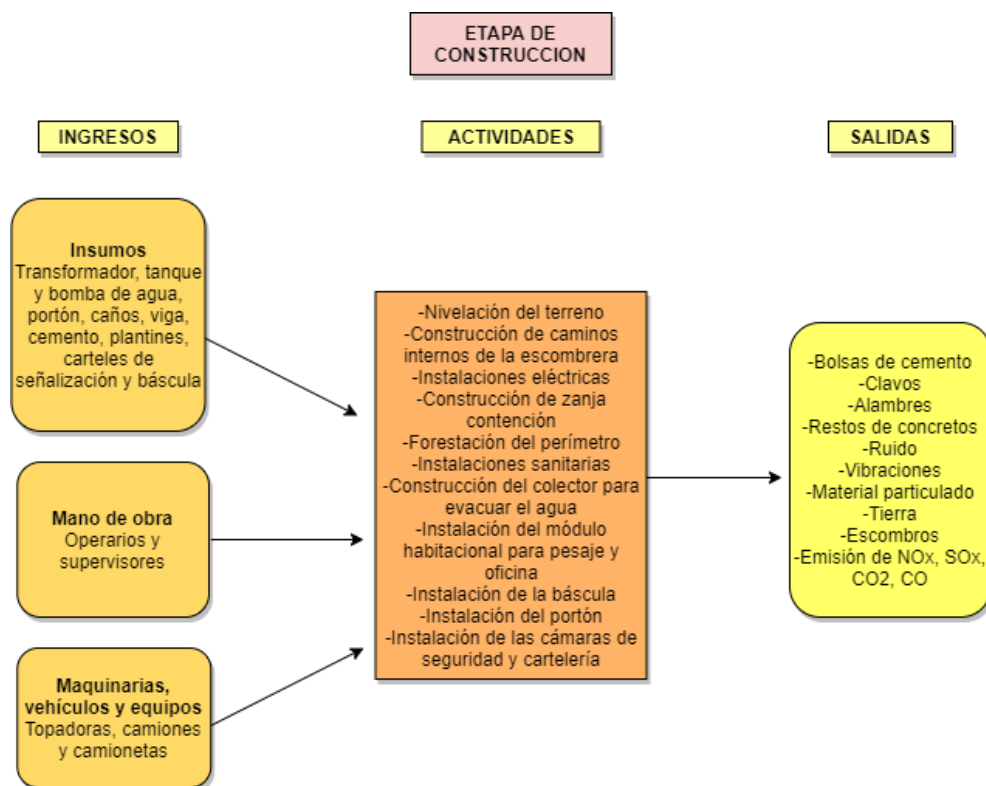 ETAPA DE
CONSTRUCCION
INGRESOS
ACTIVIDADES
SALIDAS
Insumos
Transformador, tanque
y bomba de agua,
portón, caños, viga,
cemento, plantines,
carteles de
señalización y báscula
Mano de obra
Operarios y
supervisores
Maquinarias,
vehículos y equipos
Topadoras, camiones
y camionetas
-Nivelación del terreno
-Construcción de caminos
internos de la escombrera
-Instalaciones eléctricas
-Construcción de zanja
contención
-Forestación del perímetro
-Instalaciones sanitarias
-Construcción del colector para
evacuar el agua
-Instalación del módulo
habitacional para pesaje y
oficina
-Instalación de la báscula
-Instalación del portón
-Instalación de las cámaras de
seguridad y cartelería
-Bolsas de cemento
-Clavos
-Alambres
-Restos de concretos
-Ruido
-Vibraciones
-Material particulado
-Tierra
-Escombros
-Emisión de NOx, SOx,
CO2, CO